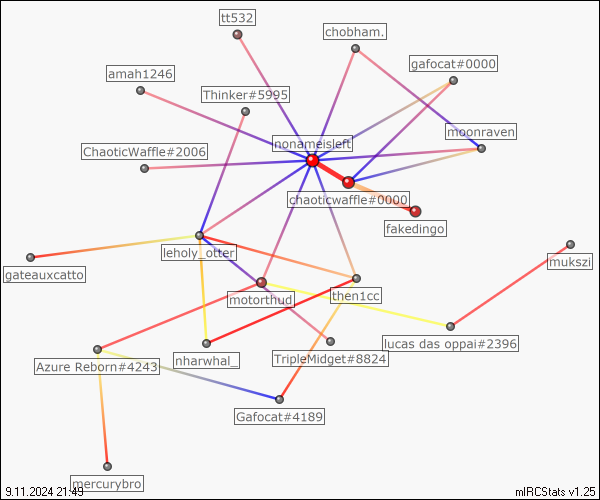 tt532
chobham.
gafocat#0000
amah1246
Thinker#5995
moonraven
nonameisleft
ChaoticWaffle#2006
chaoticwaffle#0000
fakedingo
leholy_otter
mukszi
gateauxcatto
then1cc
motorthud
lucas das oppai#2396
TripleMidget#8824
nharwhal_
Azure Reborn#4243
Gafocat#4189
mercurybro
9.11.2024 21:49
mIRCStats v1.25